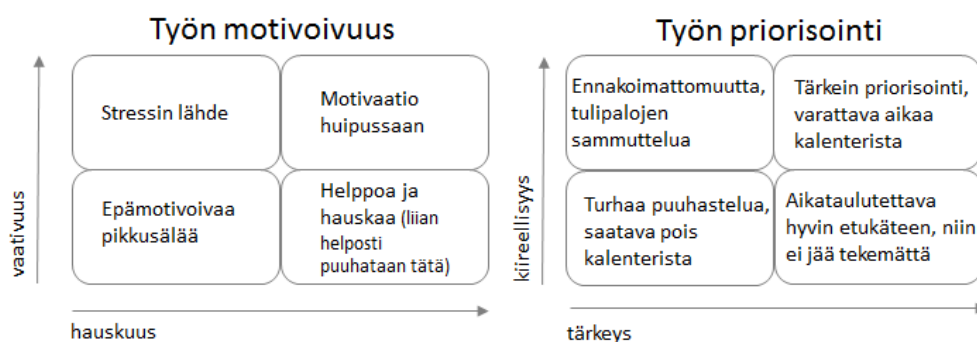 Työn motivoivuus
vaativuus
Stressin lähde
Motivaatio
huipussaan
Epämotivoivaa
pikkusälää
Helppoa ja
hauskaa (liian
helposti
puuhataan tätä)
hauskuus
Työn priorisointi
kiireellisyys
Ennakoimattomuutta,
tulipalojen
sammuttelua
Tärkein priorisointi,
varattava aikaa
kalenterista
Turhaa puuhastelua,
saatava pois
kalenterista
Aikataulutettava
hyvin etukäteen, niin
ei jää tekemättä
tärkeys